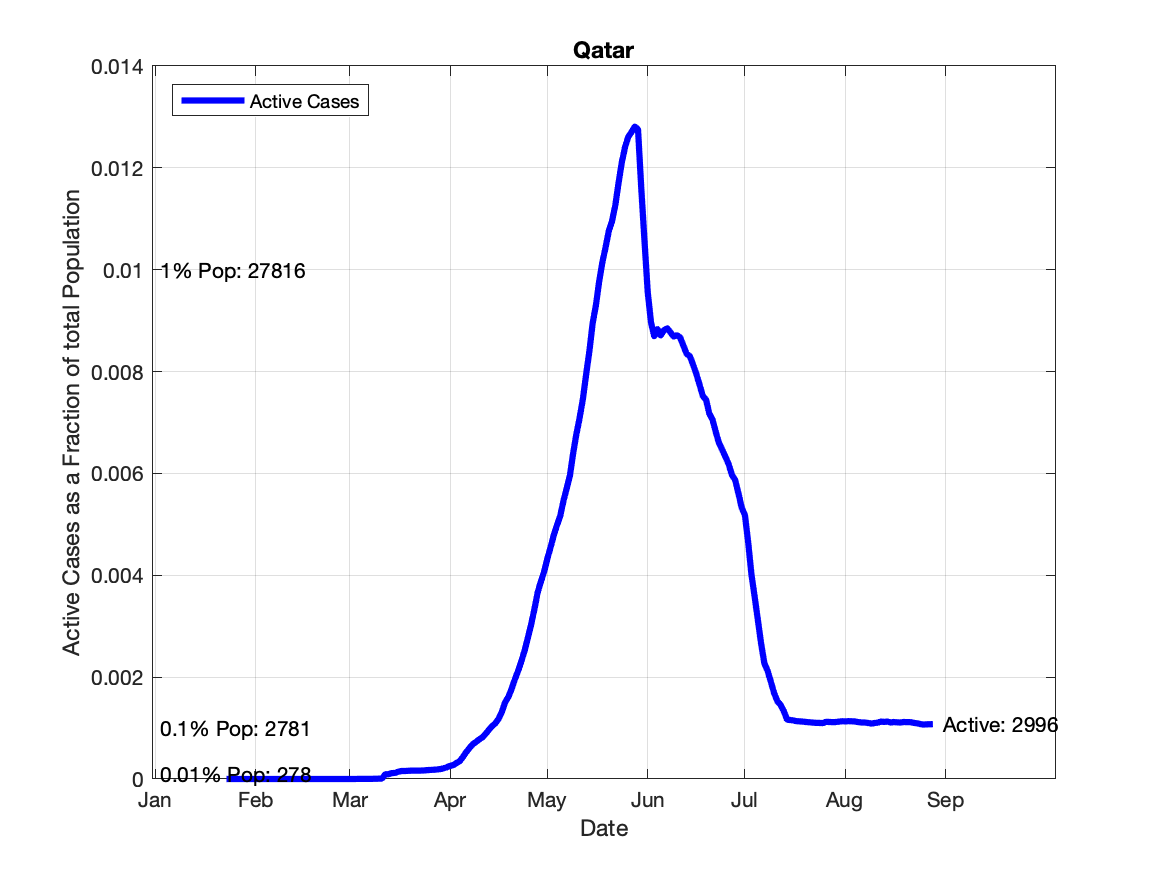 Qatar
Active Cases
Active Cases as a Fraction of total Population
0.014
0.012
0.01
0.008
0.006
0.004
0.002
0
1% Pop: 27816
0.1% Pop: 2781
0.01% Pop: 278
Active: 2996
Jan Feb Mar Apr May Jun Jul Aug Sep
Date